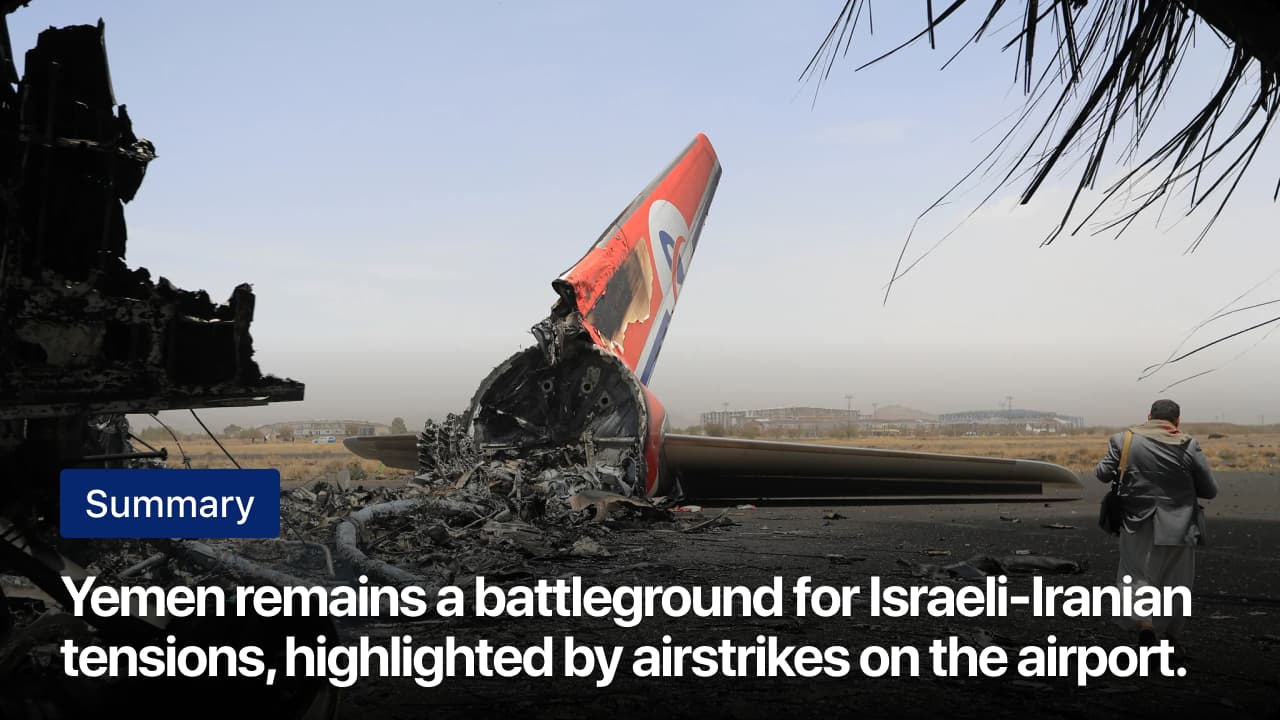 Summary
Yemen remains a battleground for Israeli-Iranian
tensions, highlighted by airstrikes on the airport.